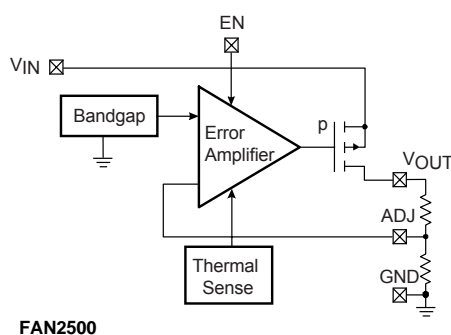 EN
VIN
Bandgap
Error
Amplifier
p
VOUT
ADJ
Thermal
Sense
GND
FAN2500